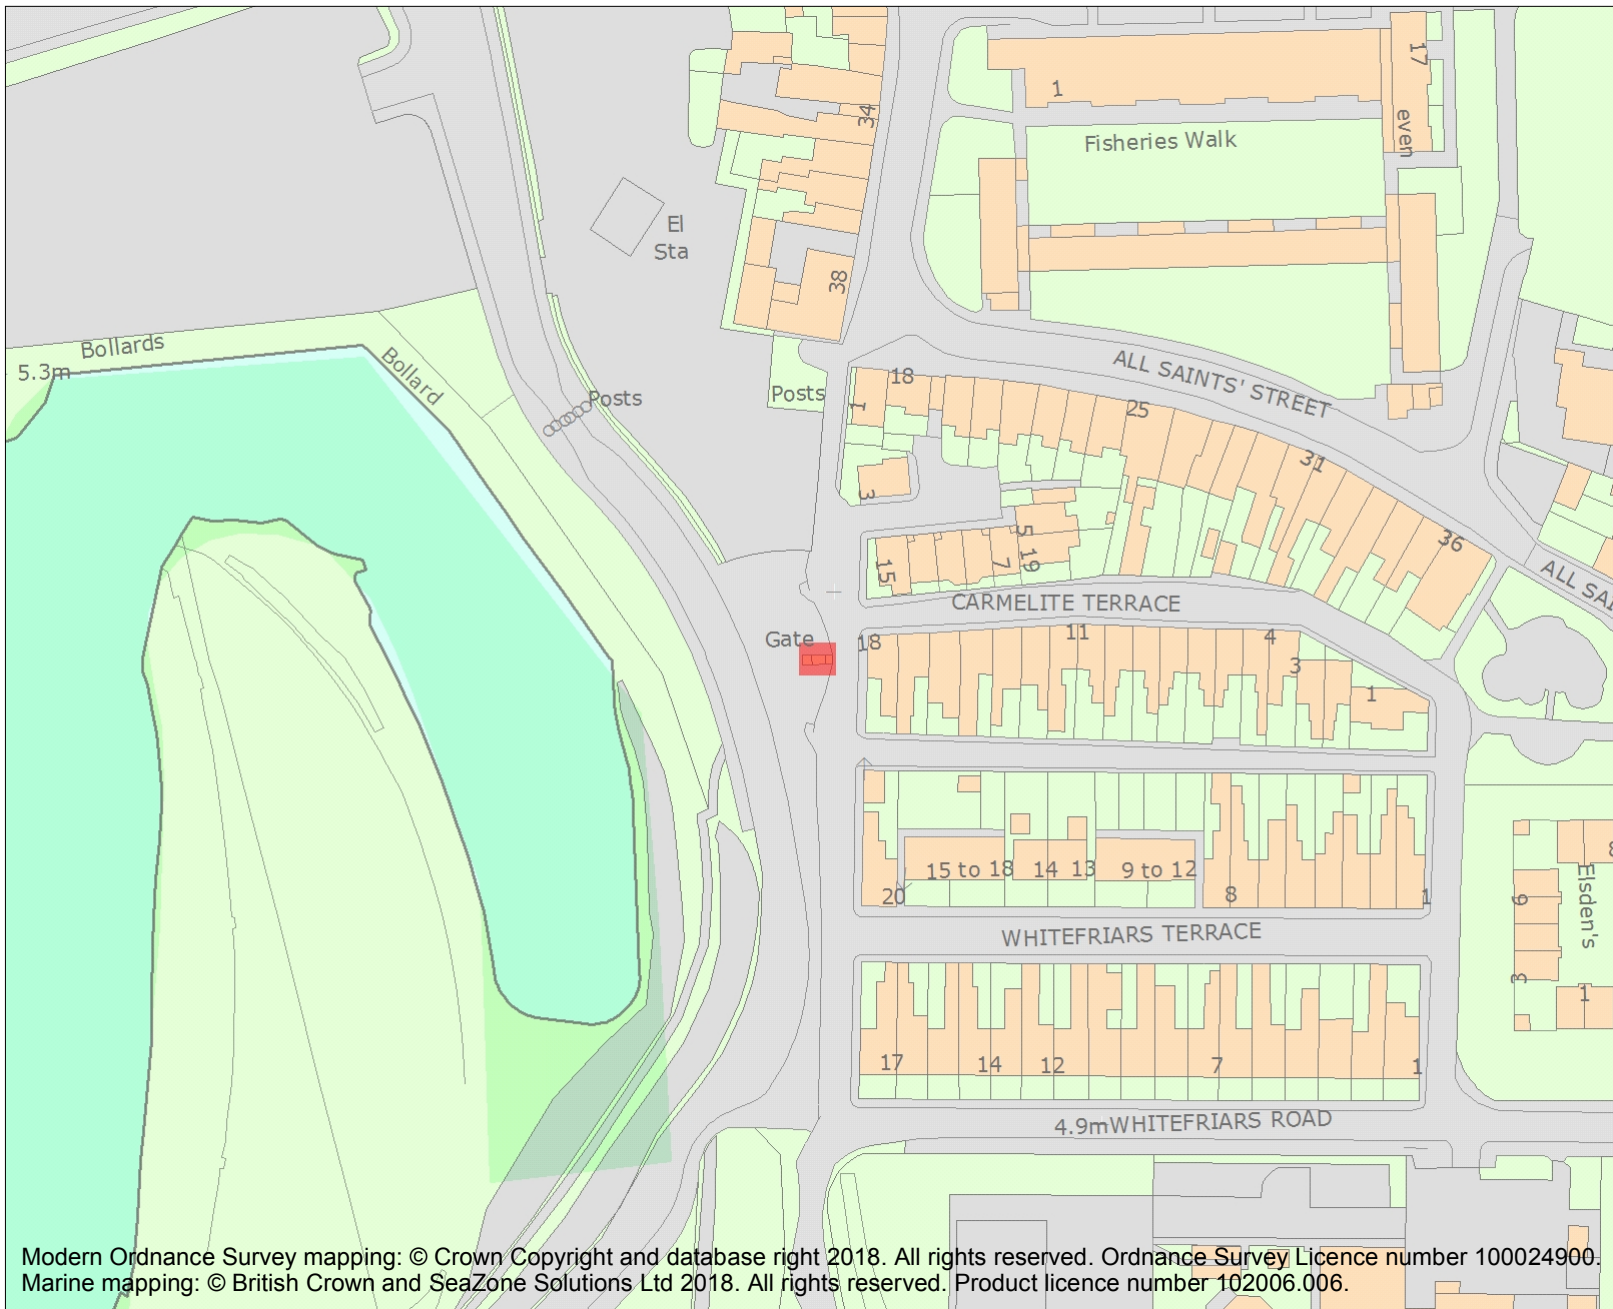 17
1
34
even
Fisheries Walk
El
Sta
38
Bollards
5.3m
Bollard
Posts
Posts
18
1
ALL SAINTS' STREET
25
31
3
36
5
19
7
15
ALL SAI
CARMELITE TERRACE
Gate
18
11
4
3
1
15 to 18
14
13
9 to 12
20
8
1
8
6
Elsden's
3
1
WHITEFRIARS TERRACE
17
14
12
7
1
4.9m
WHITEFRIARS ROAD
Modern Ordnance Survey mapping: © Crown Copyright and database right 2018. All rights reserved. Ordnance Survey Licence number 100024900.
Marine mapping: © British Crown and SeaZone Solutions Ltd 2018. All rights reserved. Product licence number 102006.006.